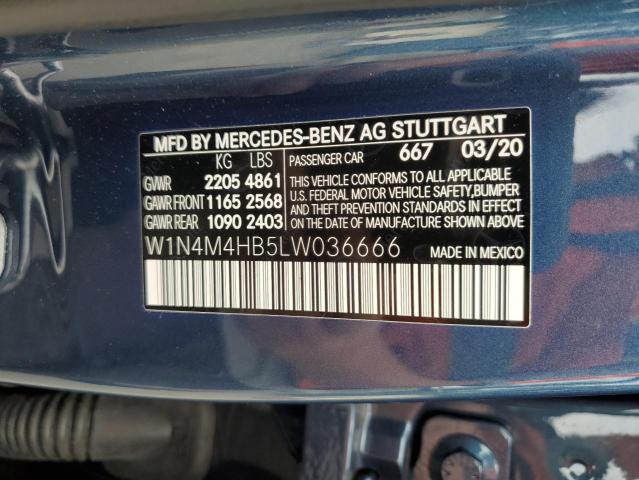 MFD BY MERCEDES-BENZ AG STUTTGART
KG LBS PASSENGER CAR 667 03/20
GVWR 2205 4861
GAWR FRONT 1165 2568
GAWR REAR 1090 2403
THIS VEHICLE CONFORMS TO ALL APPLICABLE
U.S. FEDERAL MOTOR VEHICLE SAFETY,BUMPER
AND THEFT PREVENTION STANDARDS IN EFFECT
ON THE DATE OF MANUFACTURE SHOWN ABOVE.
W1N4M4HB5LW036666 MADE IN MEXICO